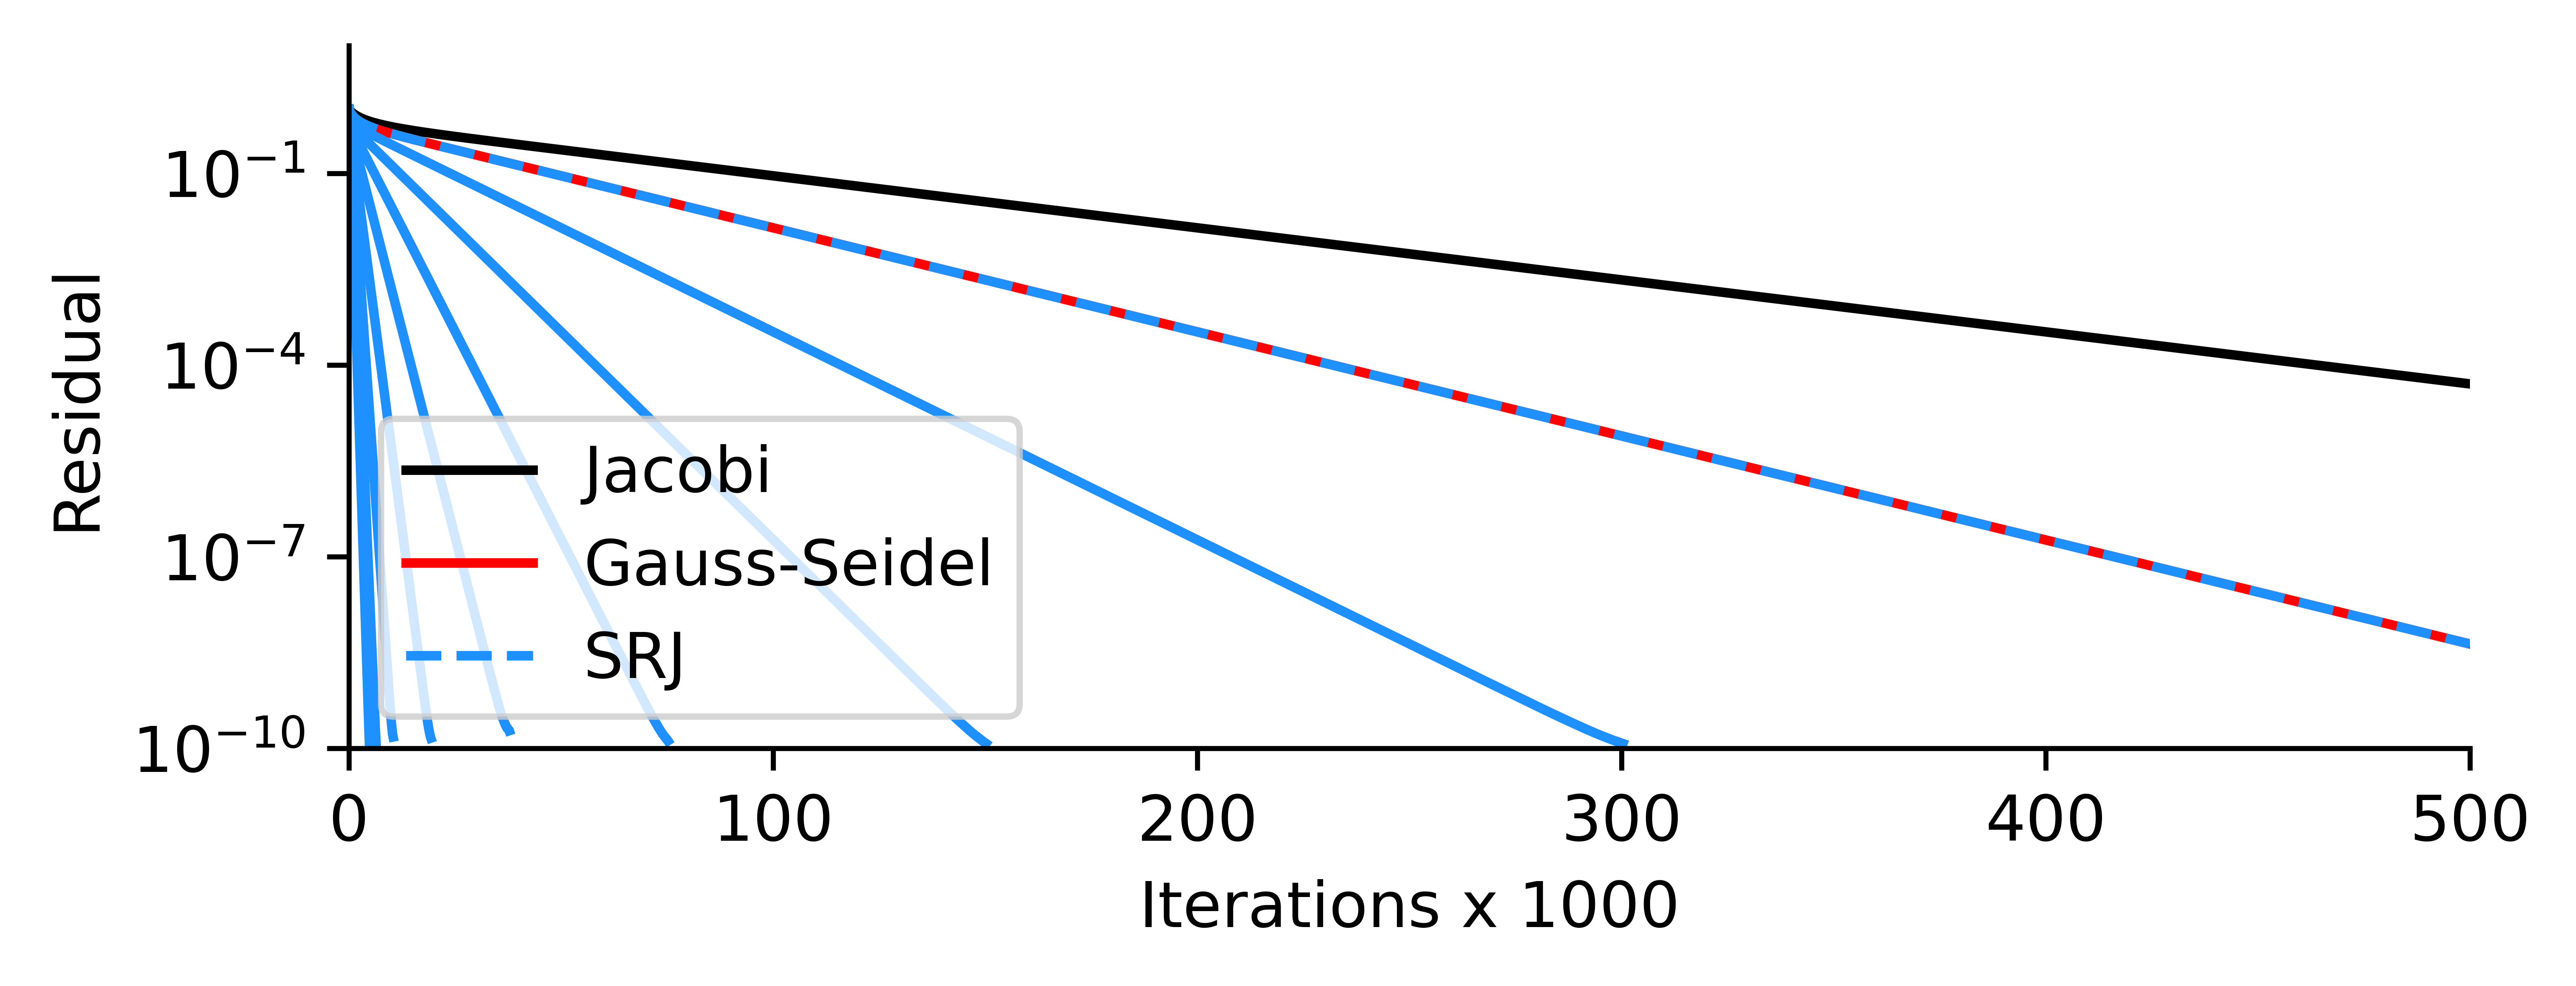 Residual
10⁻¹
10⁻⁴
10⁻⁷
10⁻¹⁰
Jacobi
Gauss-Seidel
SRJ
0 100 200 300 400 500
Iterations x 1000